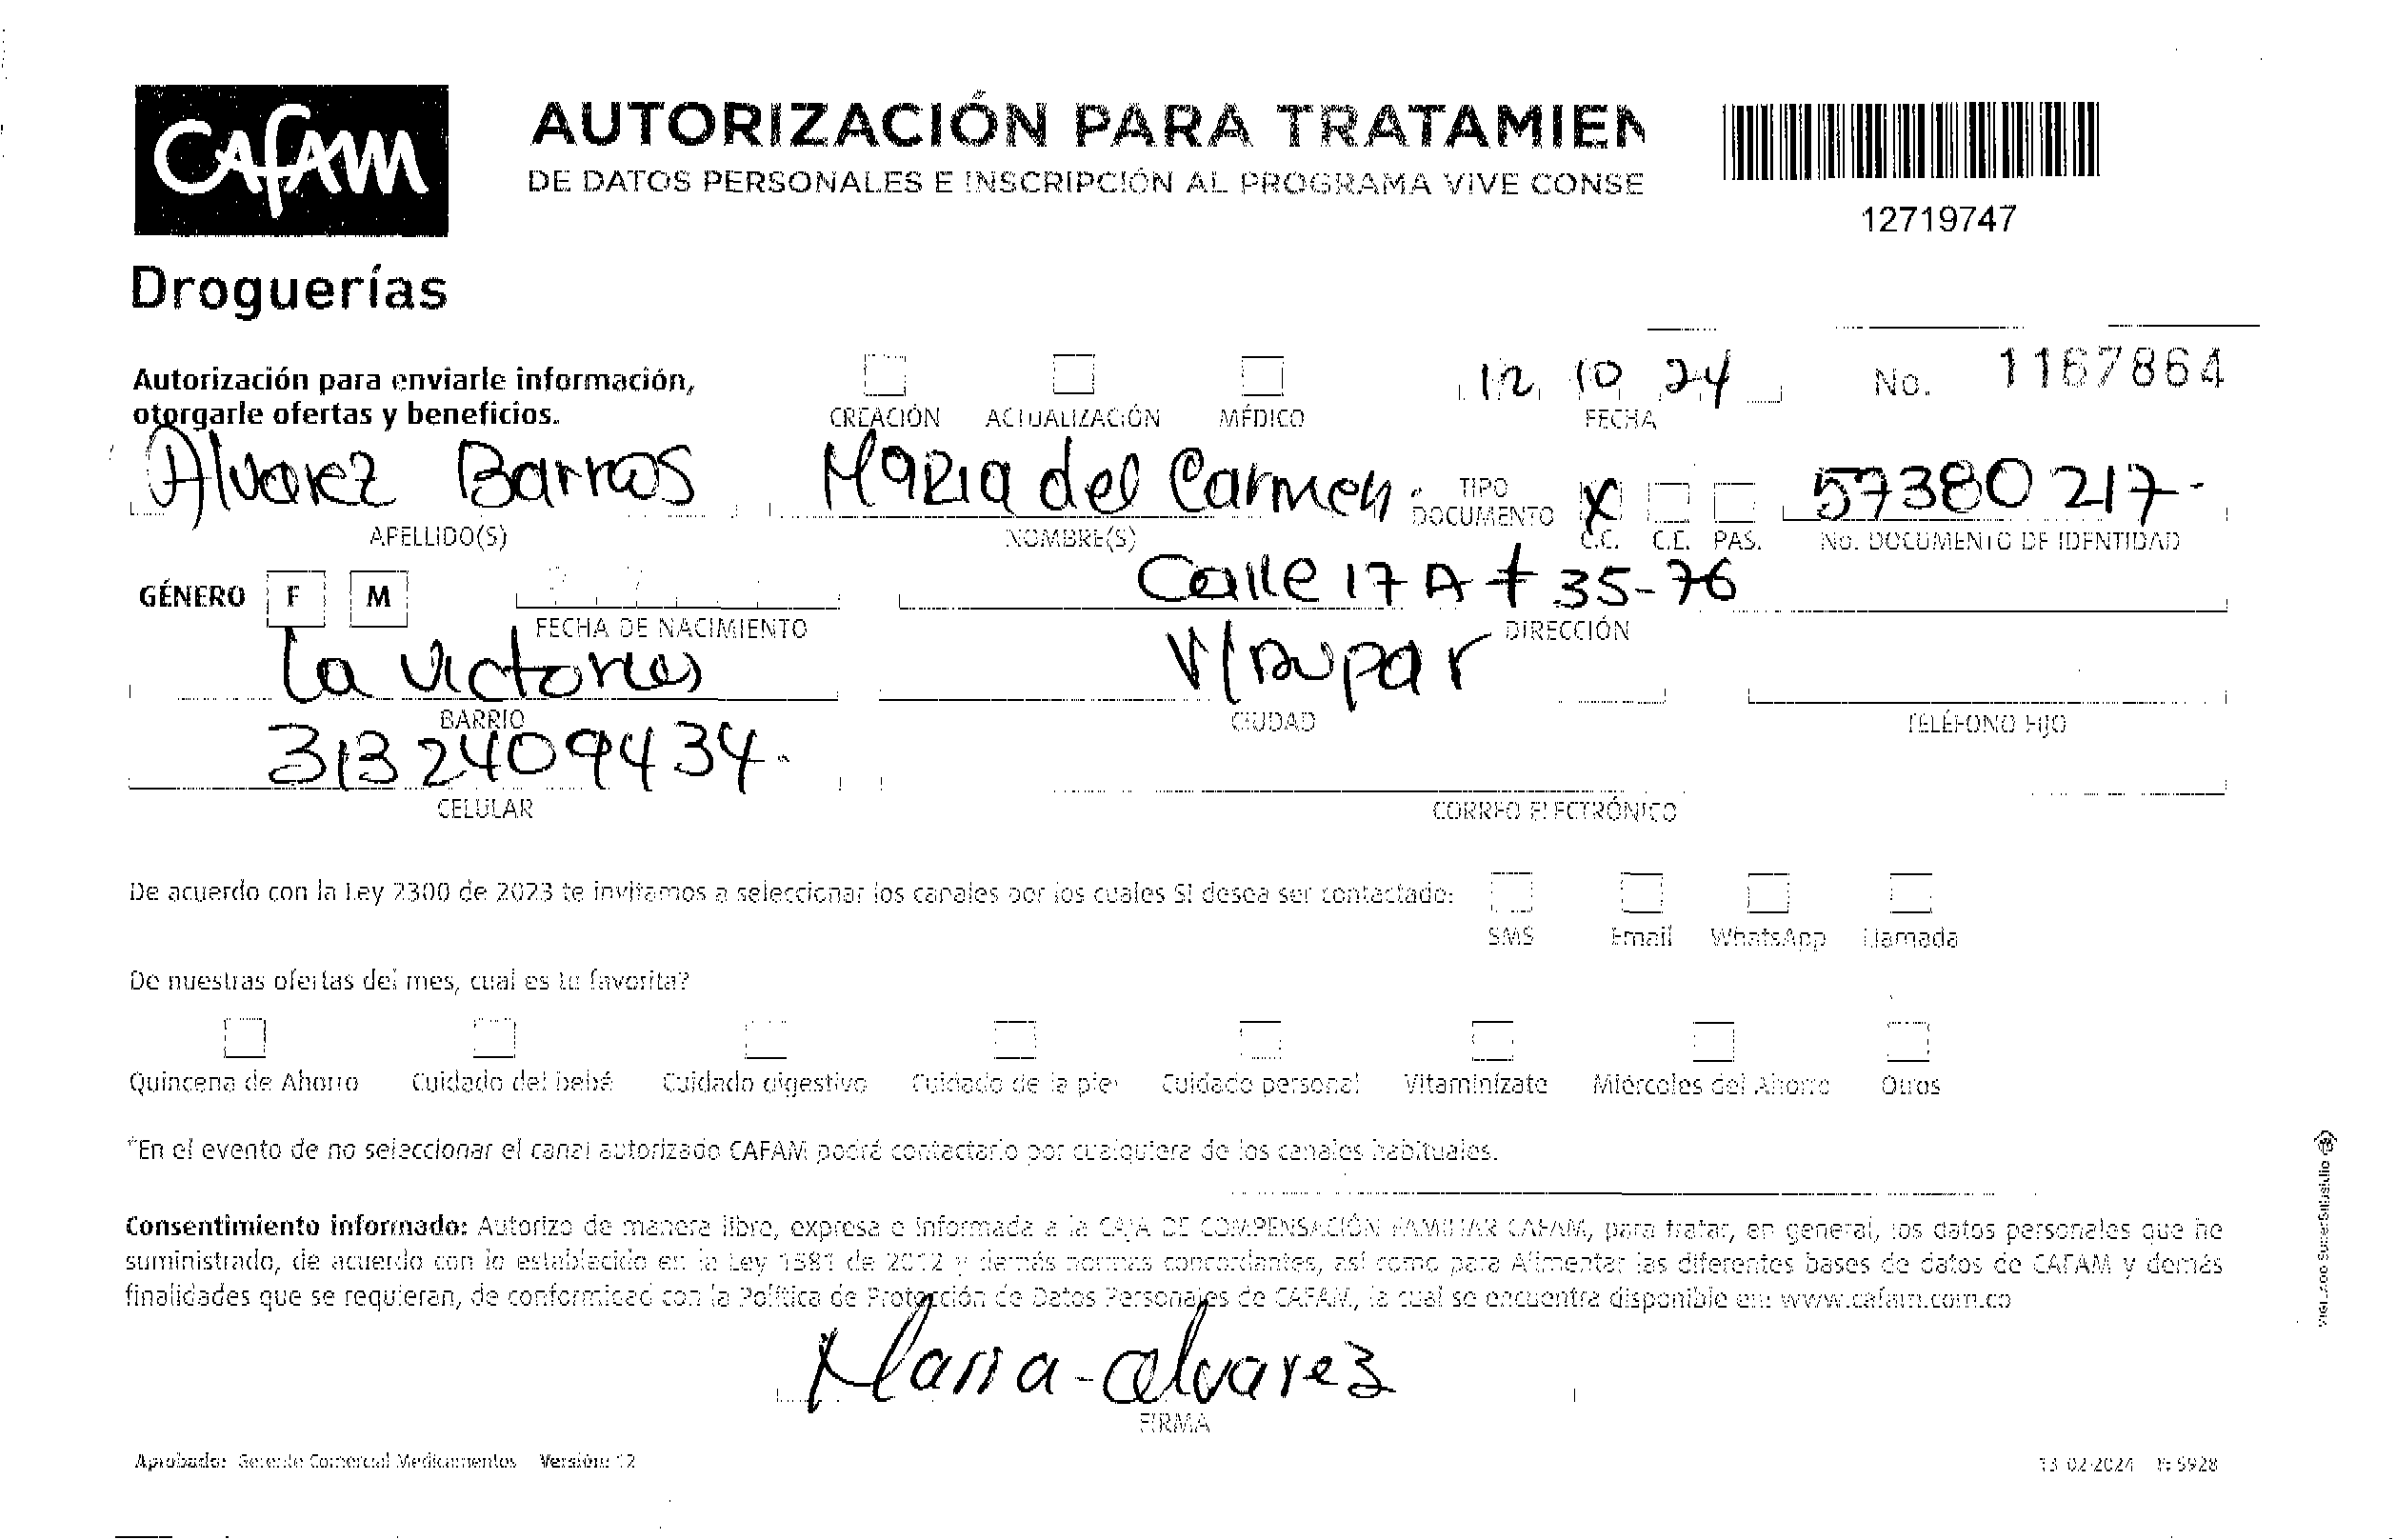 CAFAM
Droguerías
AUTORIZACIÓN PARA TRATAMIEN
DE DATOS PERSONALES E INSCRIPCIÓN AL PROGRAMA VIVE CONSE
12719747
Autorización para enviarle información,
otorgarle ofertas y beneficios.
CREACIÓN ACTUALIZACIÓN MÉDICO
12 10 24
FECHA
No. 1167864
Alvarez Barros Maria del Carmen TIPO DOCUMENTO X 57380217-
APELLIDO(S) NOMBRE(S) C.C. C.E. PAS. No. DOCUMENTO DE IDENTIDAD
GÉNERO F M Calle 17 A # 35-76
FECHA DE NACIMIENTO DIRECCIÓN
La Victoria V/Dupar
BARRIO CIUDAD TELÉFONO FIJO
3132409434-
CELULAR CORREO ELECTRÓNICO
De acuerdo con la Ley 2300 de 2023 te invitamos a seleccionar los canales por los cuales SI desea ser contactado:
SMS Email WhatsApp Llamada
De nuestras ofertas del mes, cual es tu favorita?
Quincena de Ahorro Cuidado del bebé Cuidado digestivo Cuidado de la piel Cuidado personal Vitaminízate Miércoles del Ahorro Otros
*En el evento de no seleccionar el canal autorizado CAFAM podrá contactarlo por cualquiera de los canales habituales.
Consentimiento informado: Autorizo de manera libre, expresa e informada a la CAJA DE COMPENSACIÓN FAMILIAR CAFAM, para tratar, en general, los datos personales que he
suministrado, de acuerdo con lo establecido en la Ley 1581 de 2012 y demás normas concordantes, así como para Alimentar las diferentes bases de datos de CAFAM y demás
finalidades que se requieran, de conformidad con la Política de Protección de Datos Personales de CAFAM, la cual se encuentra disponible en: www.cafam.com.co
Maria-alvarez
FIRMA
Aprobado: Gerente Comercial Medicamentos Versión: 12
13-02-2024 5928
VIGILADO SuperSubsidio